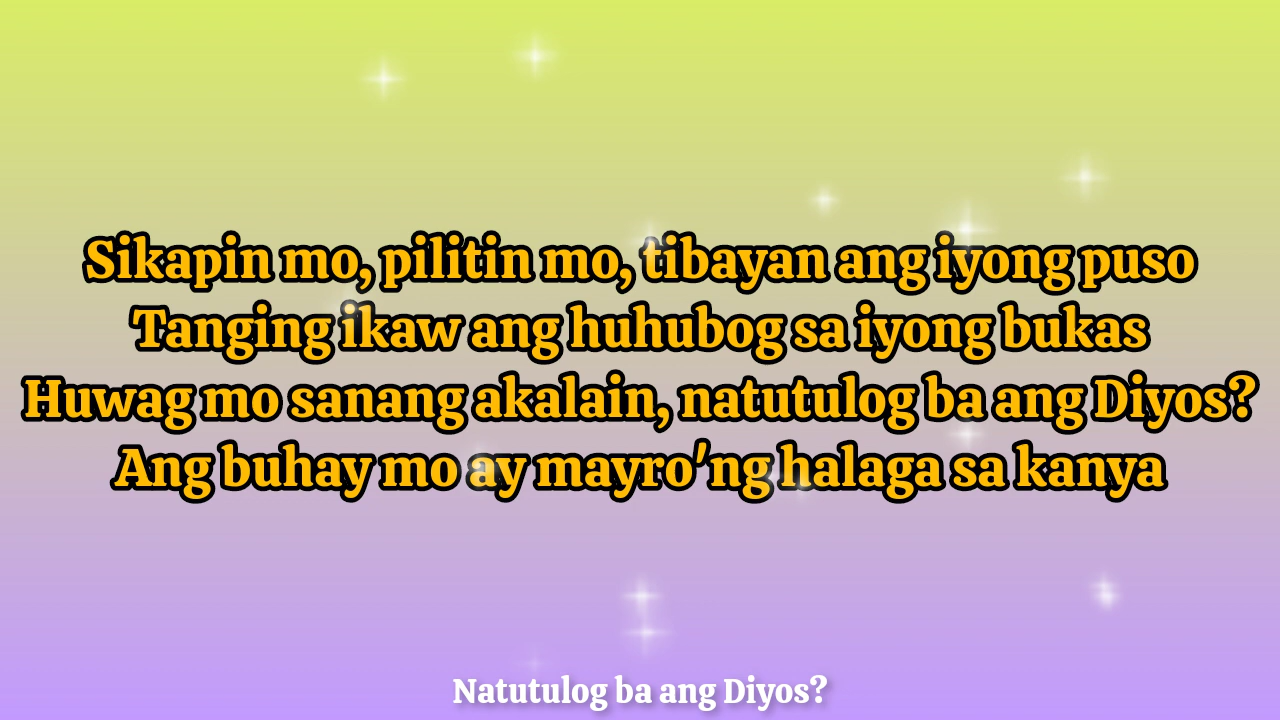 Sikapin mo, pilitin mo, tibayan ang iyong puso
Tanging ikaw ang huhubog sa iyong bukas
Huwag mo sanang akalain, natutulog ba ang Diyos?
Ang buhay mo ay mayro'ng halaga sa kanya
Natutulog ba ang Diyos?